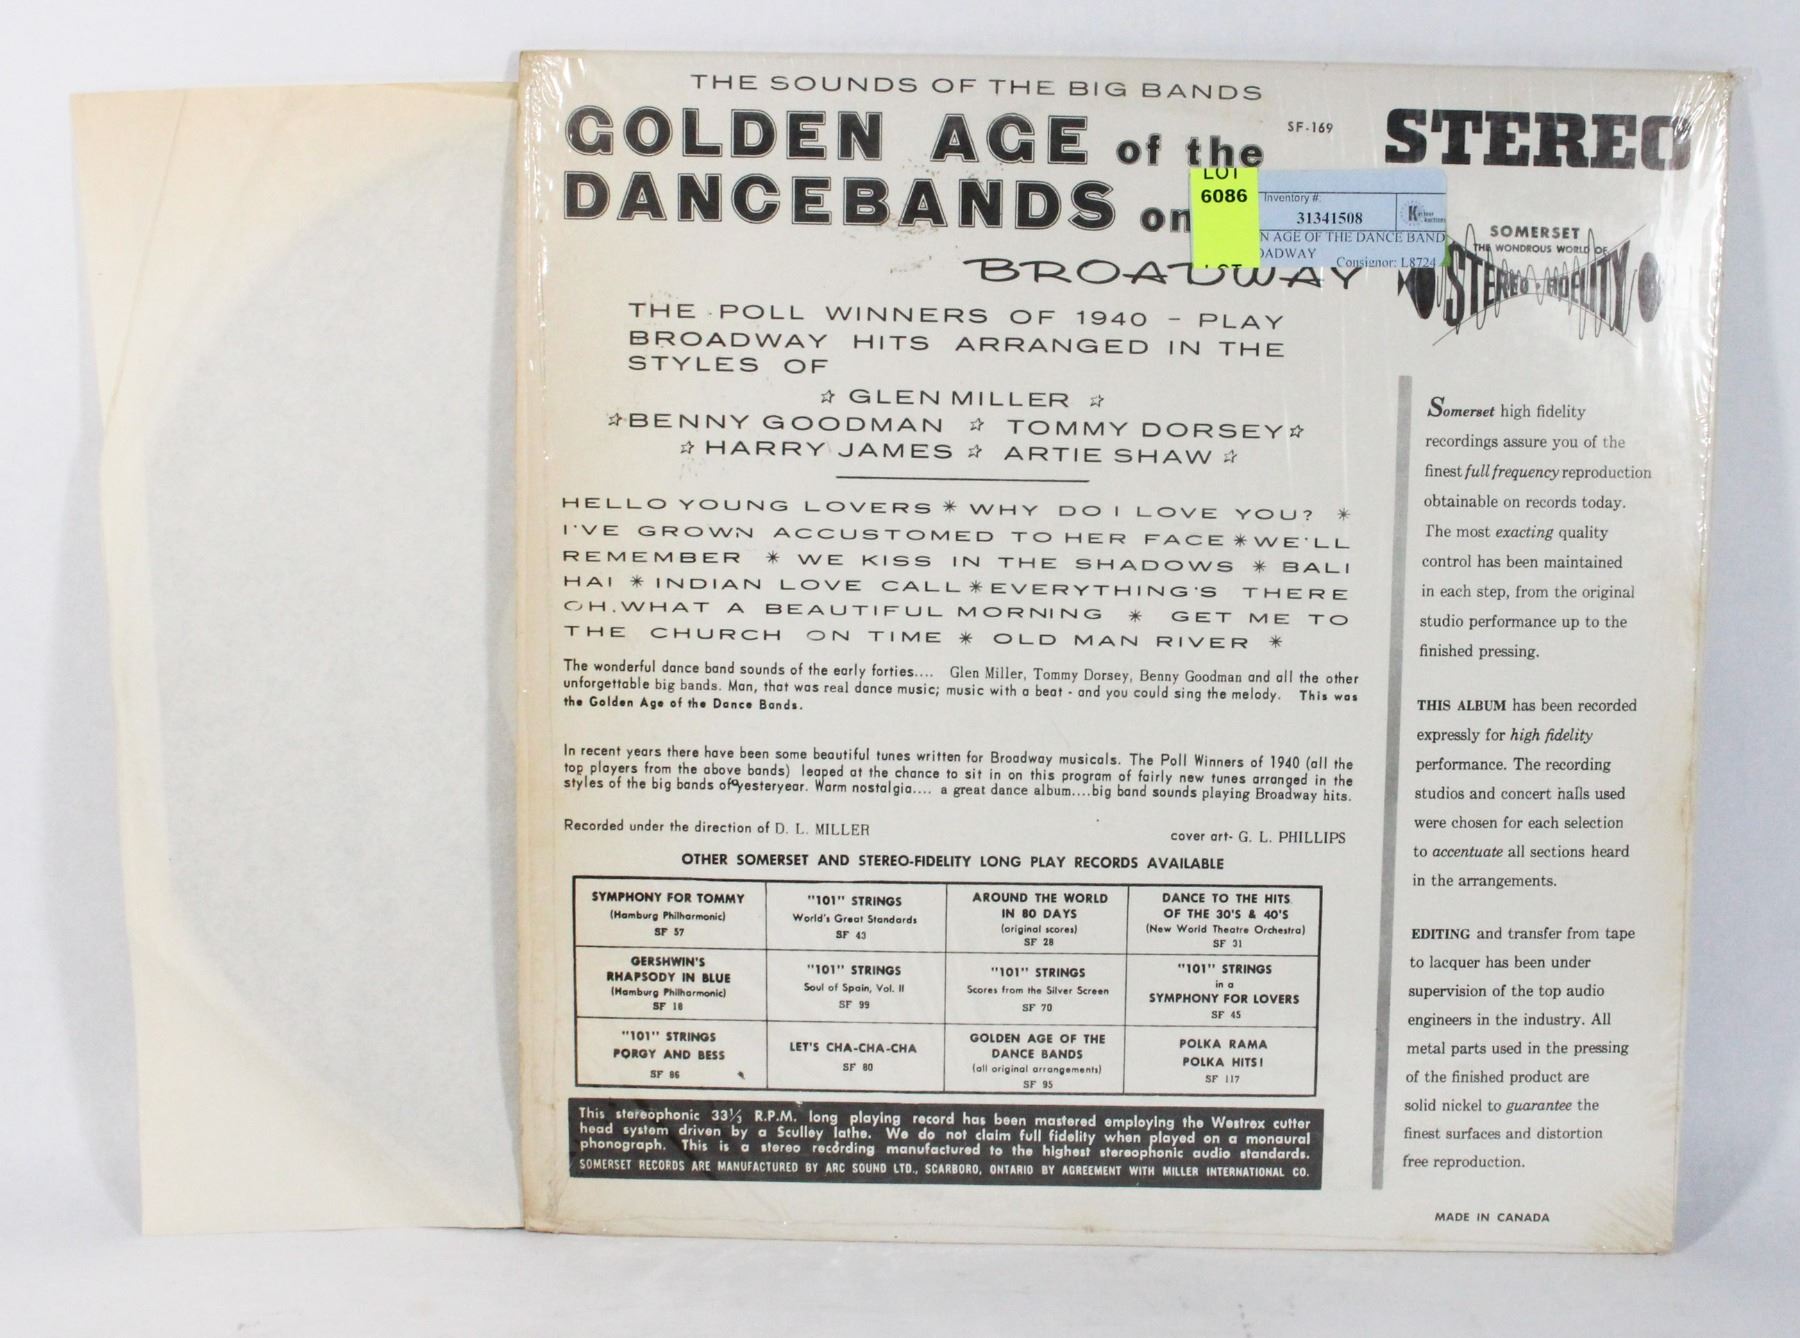 THE SOUNDS OF THE BIG BANDS
GOLDEN AGE of the
DANCEBANDS on
BROADWAY
SF-169
STEREO
LOT
6086
Inventory #:
31341508
N AGE OF THE DANCE BAND
OADWAY Consignor: L8724
LOT
SOMERSET
THE WONDROUS WORLD OF
STEREO-FIDELITY
THE POLL WINNERS OF 1940 - PLAY
BROADWAY HITS ARRANGED IN THE
STYLES OF
☆ GLEN MILLER ☆
☆ BENNY GOODMAN ☆ TOMMY DORSEY ☆
☆ HARRY JAMES ☆ ARTIE SHAW ☆
HELLO YOUNG LOVERS * WHY DO I LOVE YOU? *
I'VE GROWN ACCUSTOMED TO HER FACE * WE'LL
REMEMBER * WE KISS IN THE SHADOWS * BALI
HAI * INDIAN LOVE CALL * EVERYTHING'S THERE
OH, WHAT A BEAUTIFUL MORNING * GET ME TO
THE CHURCH ON TIME * OLD MAN RIVER *
The wonderful dance band sounds of the early forties.... Glen Miller, Tommy Dorsey, Benny Goodman and all the other
unforgettable big bands. Man, that was real dance music; music with a beat - and you could sing the melody. This was
the Golden Age of the Dance Bands.
In recent years there have been some beautiful tunes written for Broadway musicals. The Poll Winners of 1940 (all the
top players from the above bands) leaped at the chance to sit in on this program of fairly new tunes arranged in the
styles of the big bands of yesteryear. Warm nostalgia.... a great dance album....big band sounds playing Broadway hits.
Recorded under the direction of D. L. MILLER
cover art- G. L. PHILLIPS
OTHER SOMERSET AND STEREO-FIDELITY LONG PLAY RECORDS AVAILABLE
SYMPHONY FOR TOMMY
(Hamburg Philharmonic)
SF 57
"101" STRINGS
World's Great Standards
SF 43
AROUND THE WORLD
IN 80 DAYS
(original scores)
SF 28
DANCE TO THE HITS
OF THE 30'S & 40'S
(New World Theatre Orchestra)
SF 31
GERSHWIN'S
RHAPSODY IN BLUE
(Hamburg Philharmonic)
SF 18
"101" STRINGS
Soul of Spain, Vol. II
SF 99
"101" STRINGS
Scores from the Silver Screen
SF 70
"101" STRINGS
in a
SYMPHONY FOR LOVERS
SF 45
"101" STRINGS
PORGY AND BESS
SF 86
LET'S CHA-CHA-CHA
SF 80
GOLDEN AGE OF THE
DANCE BANDS
(all original arrangements)
SF 95
POLKA RAMA
POLKA HITS!
SF 117
This stereophonic 33⅓ R.P.M. long playing record has been mastered employing the Westrex cutter
head system driven by a Sculley lathe. We do not claim full fidelity when played on a monaural
phonograph. This is a stereo recording manufactured to the highest stereophonic audio standards.
SOMERSET RECORDS ARE MANUFACTURED BY ARC SOUND LTD., SCARBORO, ONTARIO BY AGREEMENT WITH MILLER INTERNATIONAL CO.
Somerset high fidelity
recordings assure you of the
finest full frequency reproduction
obtainable on records today.
The most exacting quality
control has been maintained
in each step, from the original
studio performance up to the
finished pressing.
THIS ALBUM has been recorded
expressly for high fidelity
performance. The recording
studios and concert halls used
were chosen for each selection
to accentuate all sections heard
in the arrangements.
EDITING and transfer from tape
to lacquer has been under
supervision of the top audio
engineers in the industry. All
metal parts used in the pressing
of the finished product are
solid nickel to guarantee the
finest surfaces and distortion
free reproduction.
MADE IN CANADA